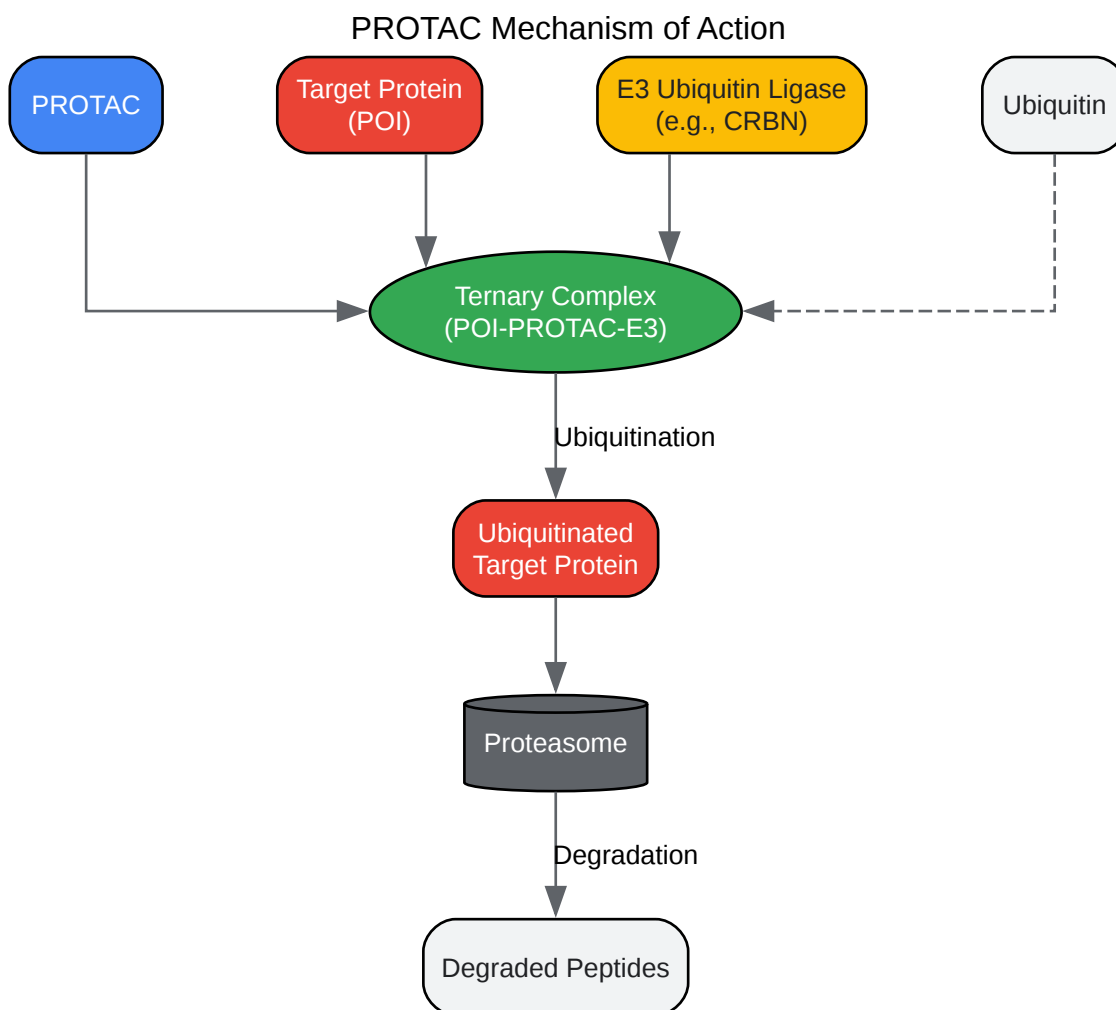 PROTAC Mechanism of Action
PROTAC
Target Protein
(POI)
E3 Ubiquitin Ligase
(e.g., CRBN)
Ubiquitin
Ternary Complex
(POI-PROTAC-E3)
Ubiquitination
Ubiquitinated
Target Protein
Proteasome
Degradation
Degraded Peptides